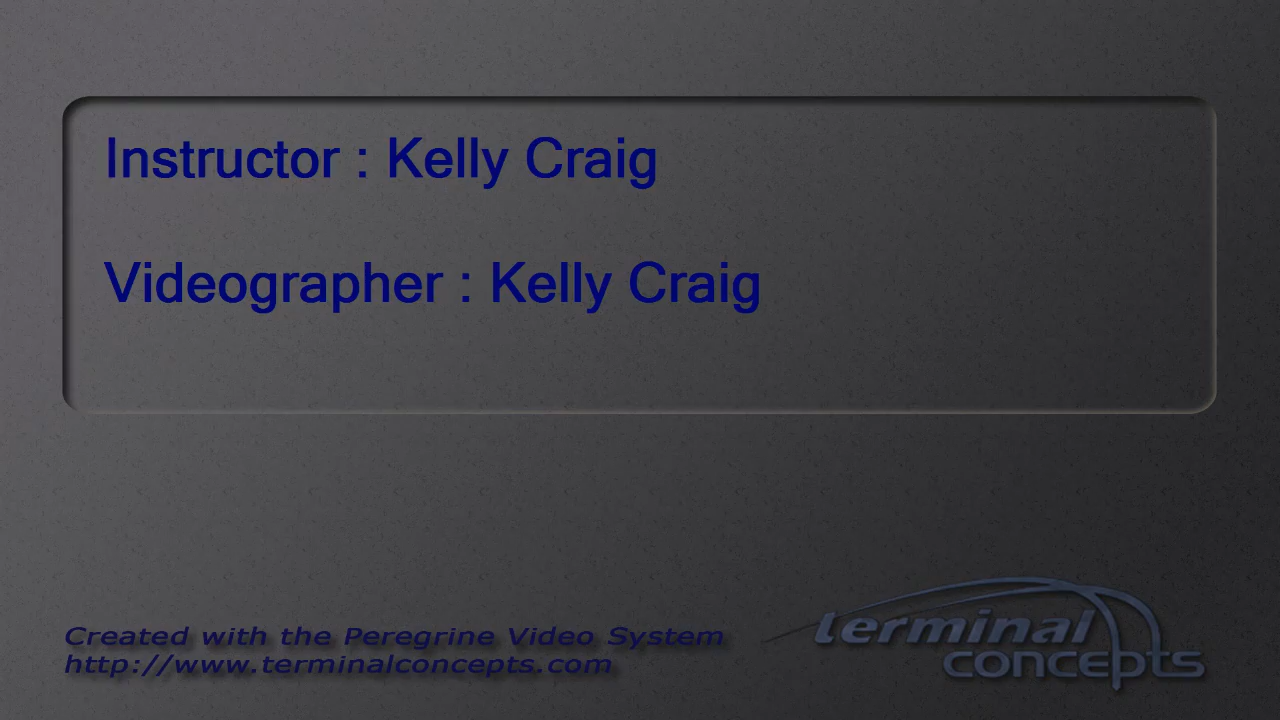 Instructor : Kelly Craig
Videographer : Kelly Craig
Created with the Peregrine Video System
http://www.terminalconcepts.com
terminal
concepts